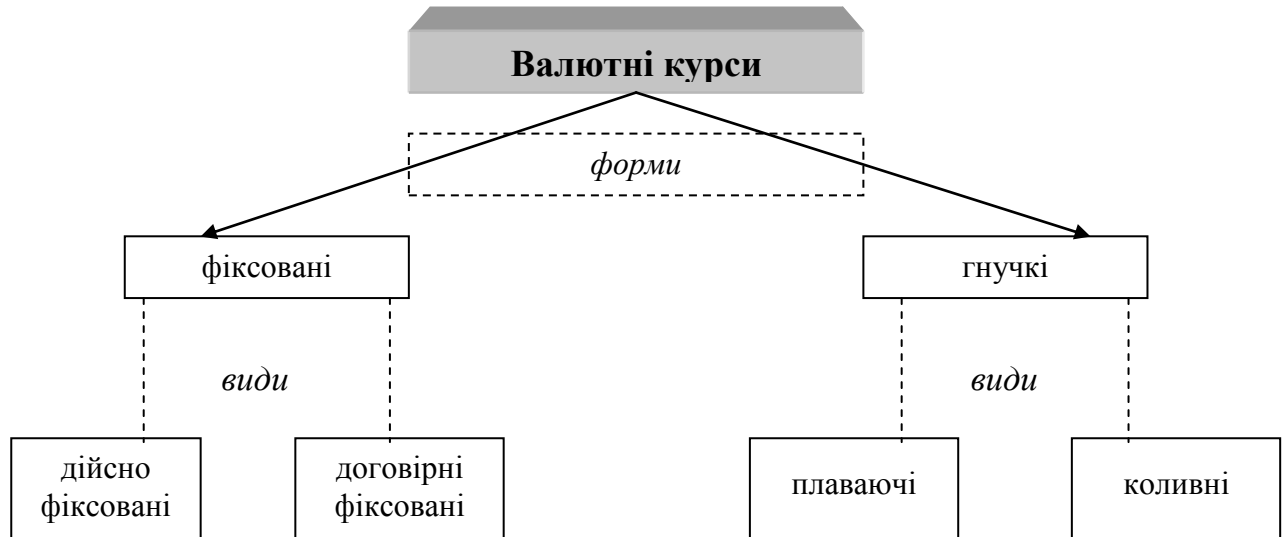 Валютні курси
форми
фіксовані
гнучкі
види
види
дійсно
фіксовані
договірні
фіксовані
плаваючі
коливні